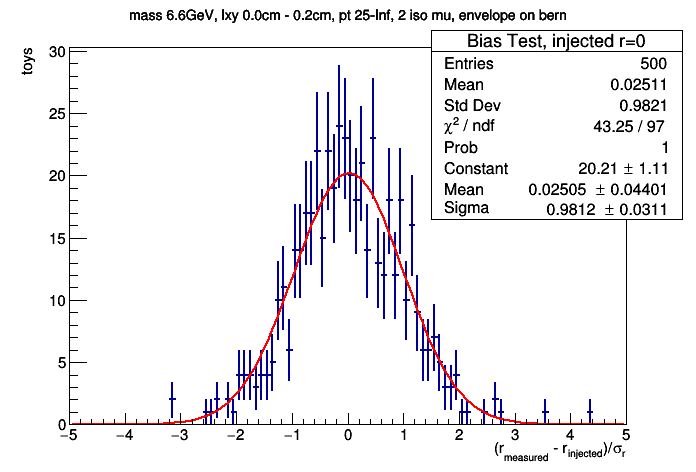 mass 6.6GeV, lxy 0.0cm - 0.2cm, pt 25-Inf, 2 iso mu, envelope on bern
toys
Bias Test, injected r=0
Entries 500
Mean 0.02511
Std Dev 0.9821
χ² / ndf 43.25 / 97
Prob 1
Constant 20.21 ± 1.11
Mean 0.02505 ± 0.04401
Sigma 0.9812 ± 0.0311
30
25
20
15
10
5
0
−5 −4 −3 −2 −1 0 1 2 3 4 5
(r_measured - r_injected)/σ_r